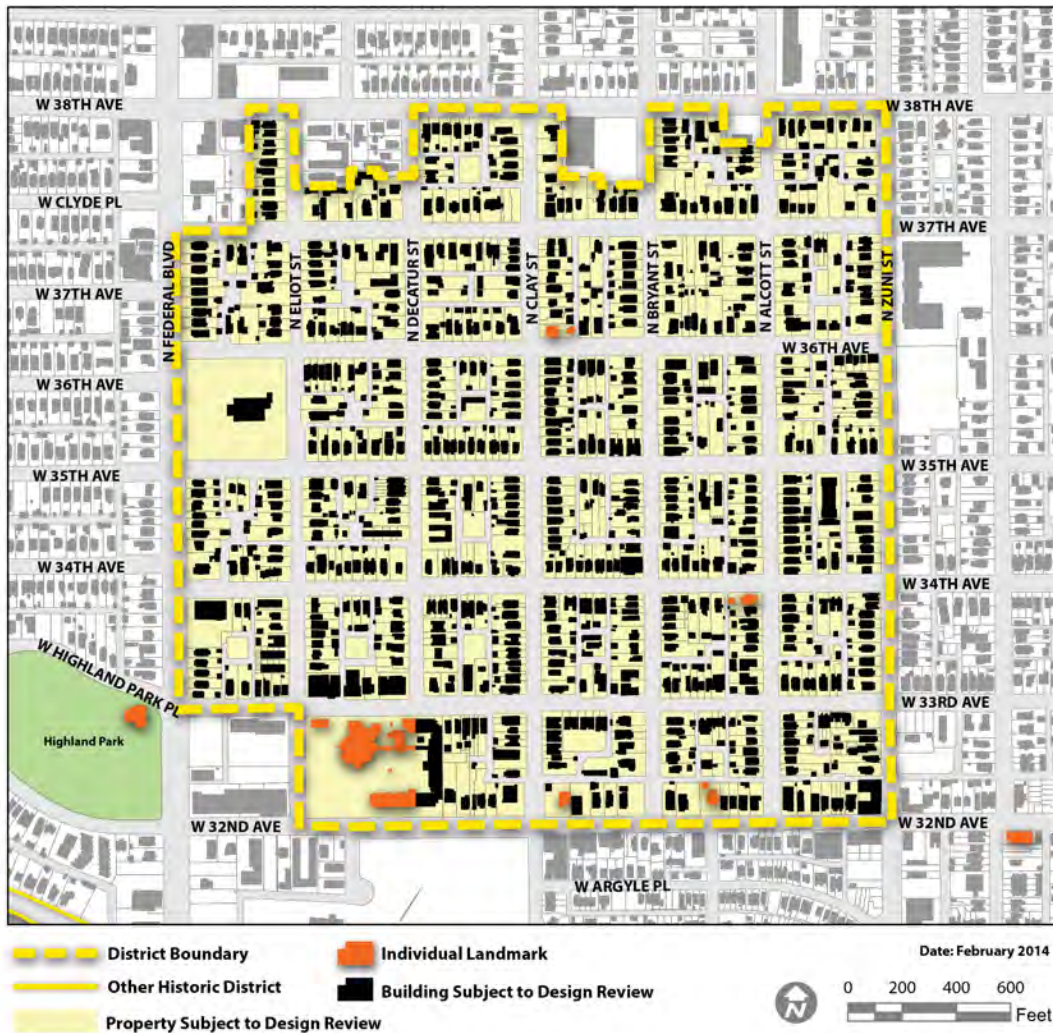 W 38TH AVE
W 38TH AVE
W CLYDE PL
W 37TH AVE
N FEDERAL BLVD
N ELIOT ST
N DECATUR ST
N CLAY ST
N BRYANT ST
N ALCOTT ST
N ZUNI ST
W 37TH AVE
W 36TH AVE
W 36TH AVE
W 35TH AVE
W 35TH AVE
W 34TH AVE
W 34TH AVE
W HIGHLAND PARK PL
W 33RD AVE
Highland Park
W 32ND AVE
W 32ND AVE
W ARGYLE PL
District Boundary
Individual Landmark
Date: February 2014
Other Historic District
Building Subject to Design Review
Property Subject to Design Review
N
0 200 400 600
Feet